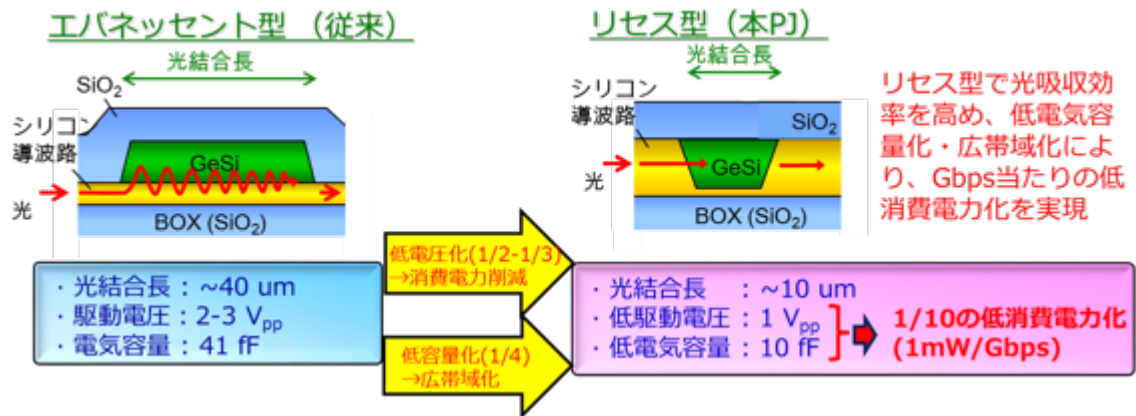 エバネッセント型 (従来)
光結合長
SiO2
シリコン
導波路
GeSi
光
BOX (SiO2)
リセス型 (本PJ)
光結合長
シリコン
導波路
SiO2
GeSi
光
BOX (SiO2)
リセス型で光吸収効
率を高め、低電気容
量化・広帯域化によ
り、Gbps当たりの低
消費電力化を実現
低電圧化(1/2-1/3)
→消費電力削減
低容量化(1/4)
→広帯域化
・光結合長:~40 um
・駆動電圧:2-3 Vpp
・電気容量:41 fF
・光結合長 :~10 um
・低駆動電圧:1 Vpp
・低電気容量:10 fF
1/10の低消費電力化
(1mW/Gbps)